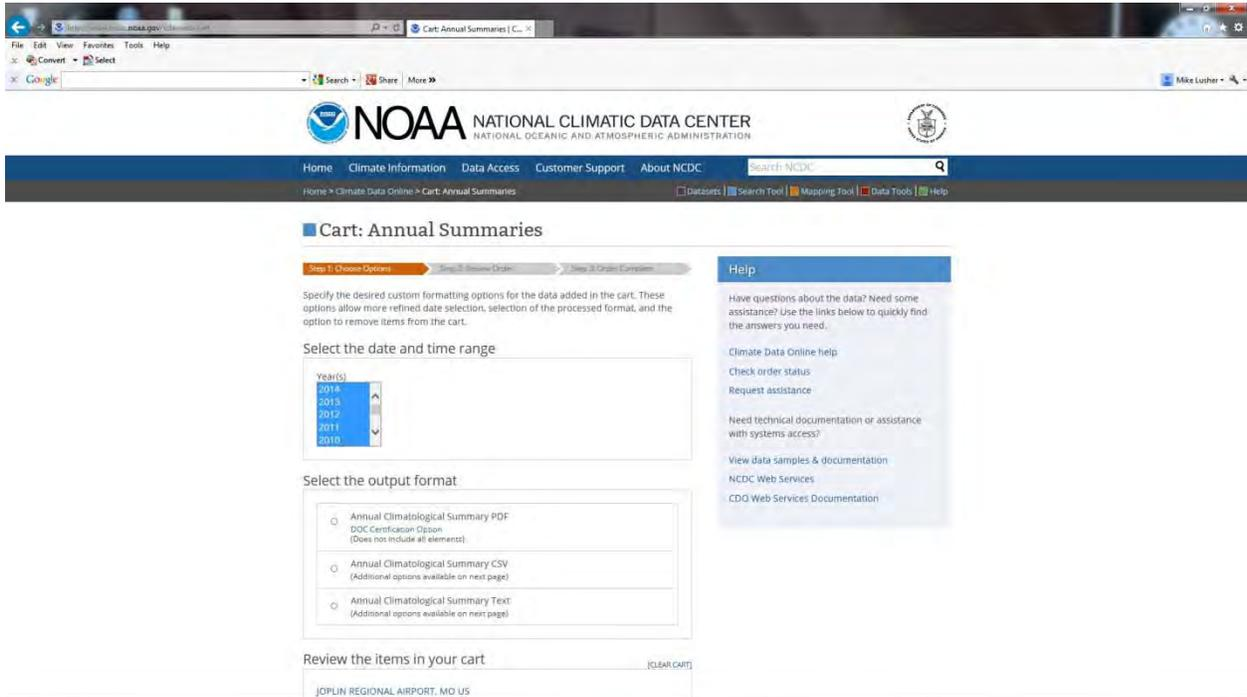 noaa.gov
Cart: Annual Summaries | C...
File Edit View Favorites Tools Help
Convert Select
Google Search Share More »
Mike Lusher
NOAA NATIONAL CLIMATIC DATA CENTER
NATIONAL OCEANIC AND ATMOSPHERIC ADMINISTRATION
Home Climate Information Data Access Customer Support About NCDC Search NCDC
Home > Climate Data Online > Cart: Annual Summaries Datasets | Search Tool | Mapping Tool | Data Tools | Help
Cart: Annual Summaries
Step 1: Choose Options Step 2: Review Order Step 3: Order Complete
Specify the desired custom formatting options for the data added in the cart. These
options allow more refined date selection, selection of the processed format, and the
option to remove items from the cart.
Select the date and time range
Year(s)
2014
2013
2012
2011
2010
Select the output format
Annual Climatological Summary PDF
DOC Certification Option
(Does not include all elements)
Annual Climatological Summary CSV
(Additional options available on next page)
Annual Climatological Summary Text
(Additional options available on next page)
Review the items in your cart [CLEAR CART]
JOPLIN REGIONAL AIRPORT, MO US
Help
Have questions about the data? Need some
assistance? Use the links below to quickly find
the answers you need.
Climate Data Online help
Check order status
Request assistance
Need technical documentation or assistance
with systems access?
View data samples & documentation
NCDC Web Services
CDO Web Services Documentation